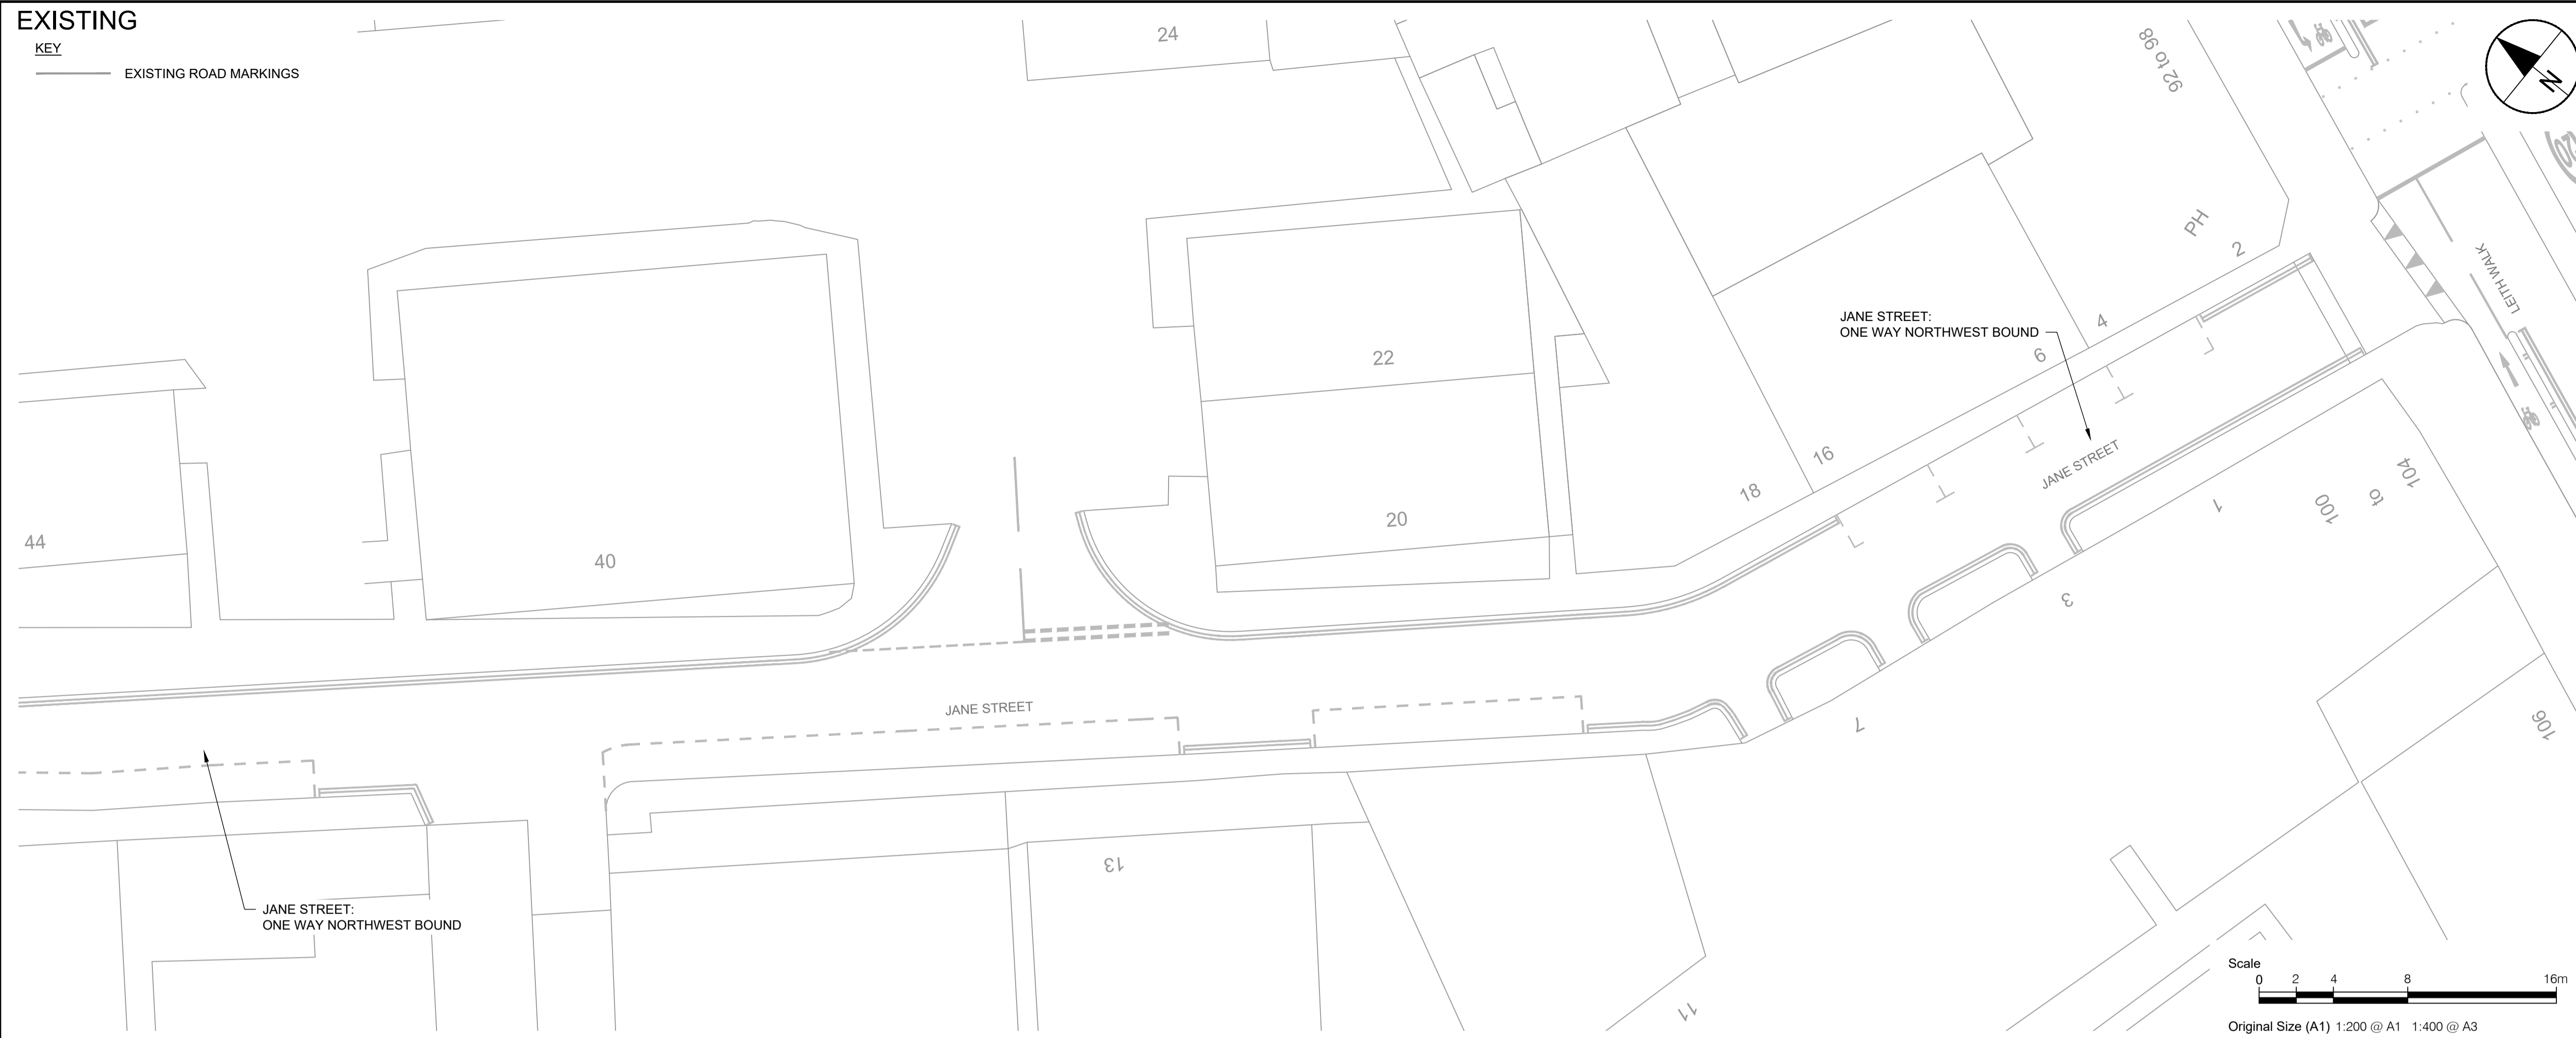 EXISTING
KEY
EXISTING ROAD MARKINGS
24
92 to 98
N
20
PH
2
LEITH WALK
4
JANE STREET:
ONE WAY NORTHWEST BOUND
6
22
JANE STREET
16
18
20
1
100
to
104
44
40
3
JANE STREET
7
106
13
JANE STREET:
ONE WAY NORTHWEST BOUND
11
Scale
0 2 4 8 16m
Original Size (A1) 1:200 @ A1 1:400 @ A3